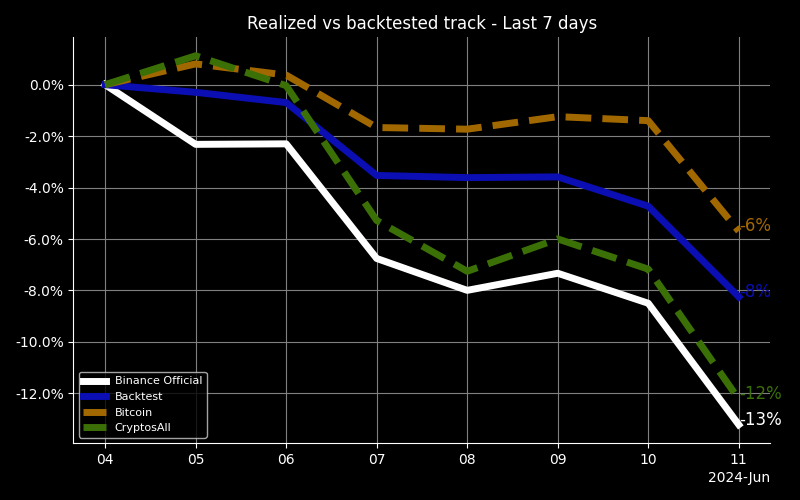 Realized vs backtested track - Last 7 days
0.0%
-2.0%
-4.0%
-6.0%
-8.0%
-10.0%
-12.0%
-6%
-8%
-12%
-13%
Binance Official
Backtest
Bitcoin
CryptosAll
04 05 06 07 08 09 10 11
2024-Jun